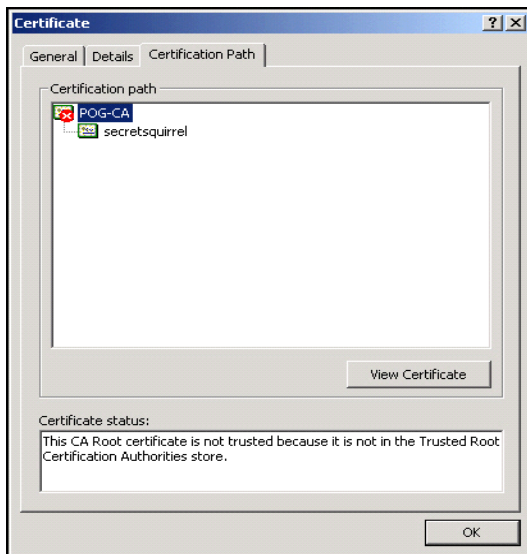 Certificate
General
Details
Certification Path
Certification path
POG-CA
secretsquirrel
View Certificate
Certificate status:
This CA Root certificate is not trusted because it is not in the Trusted Root
Certification Authorities store.
OK